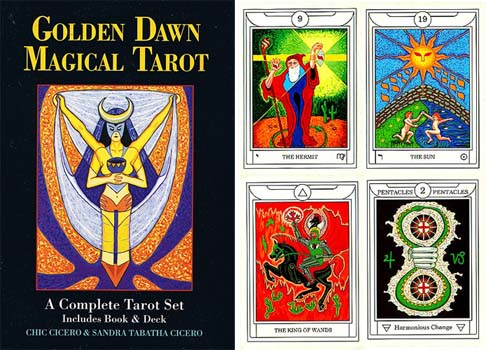 GOLDEN DAWN
MAGICAL TAROT
A Complete Tarot Set
Includes Book & Deck
CHIC CICERO & SANDRA TABATHA CICERO
9
THE HERMIT
19
THE SUN
THE KING OF WANDS
PENTACLES 2 PENTACLES
Harmonious Change